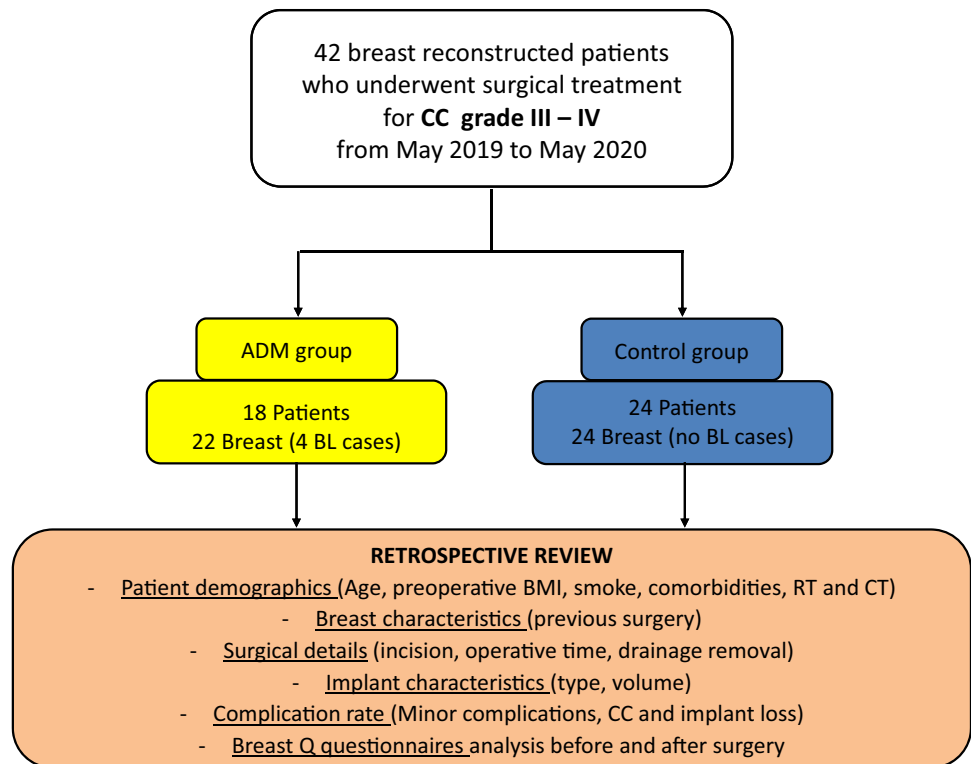 42 breast reconstructed patients
who underwent surgical treatment
for CC grade III – IV
from May 2019 to May 2020
ADM group
18 Patients
22 Breast (4 BL cases)
Control group
24 Patients
24 Breast (no BL cases)
RETROSPECTIVE REVIEW
- Patient demographics (Age, preoperative BMI, smoke, comorbidities, RT and CT)
- Breast characteristics (previous surgery)
- Surgical details (incision, operative time, drainage removal)
- Implant characteristics (type, volume)
- Complication rate (Minor complications, CC and implant loss)
- Breast Q questionnaires analysis before and after surgery